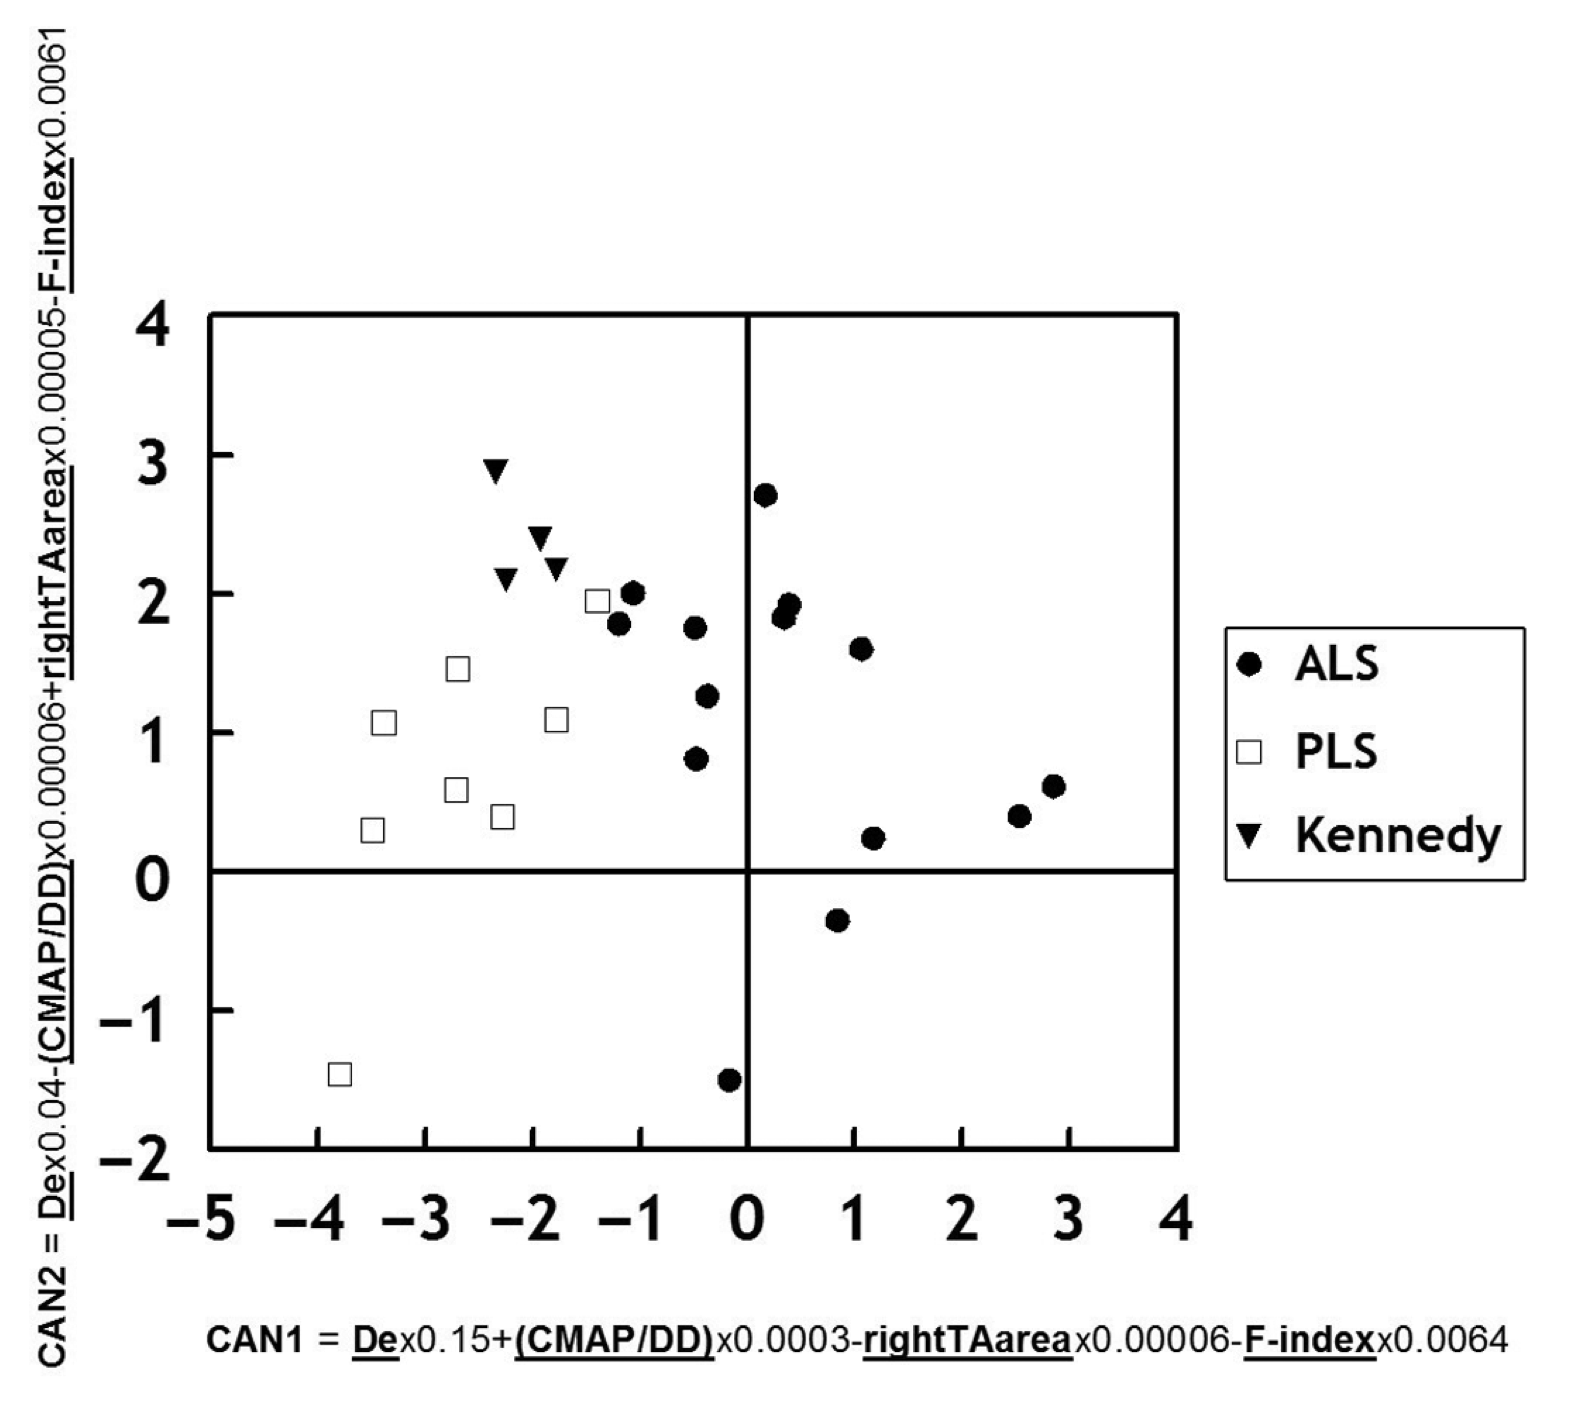 CAN2 = Dex0.04-(CMAP/DD)x0.00006+rightTAareax0.00005-F-indexx0.0061
4
3
2
1
0
−1
−2
−5 −4 −3 −2 −1 0 1 2 3 4
ALS
PLS
Kennedy
CAN1 = Dex0.15+(CMAP/DD)x0.0003-rightTAareax0.00006-F-indexx0.0064